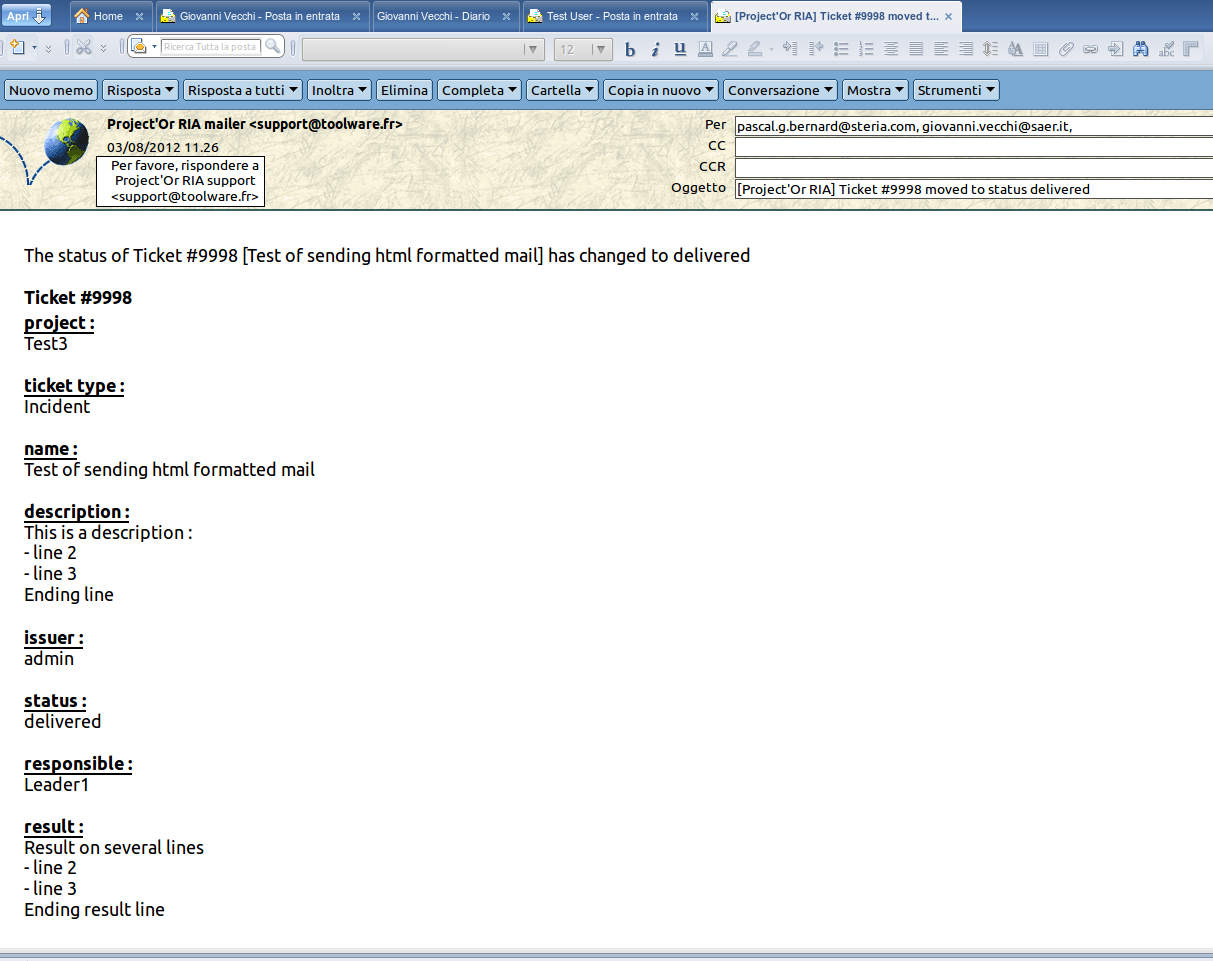 Apri Home Giovanni Vecchi - Posta in entrata Giovanni Vecchi - Diario Test User - Posta in entrata [Project'Or RIA] Ticket #9998 moved t...
Ricerca Tutta la posta 12 b i u A
Nuovo memo Risposta Risposta a tutti Inoltra Elimina Completa Cartella Copia in nuovo Conversazione Mostra Strumenti
Project'Or RIA mailer <support@toolware.fr>
03/08/2012 11.26
Per favore, rispondere a
Project'Or RIA support
<support@toolware.fr>
Per pascal.g.bernard@steria.com, giovanni.vecchi@saer.it,
CC
CCR
Oggetto [Project'Or RIA] Ticket #9998 moved to status delivered
The status of Ticket #9998 [Test of sending html formatted mail] has changed to delivered
Ticket #9998
project :
Test3
ticket type :
Incident
name :
Test of sending html formatted mail
description :
This is a description :
- line 2
- line 3
Ending line
issuer :
admin
status :
delivered
responsible :
Leader1
result :
Result on several lines
- line 2
- line 3
Ending result line